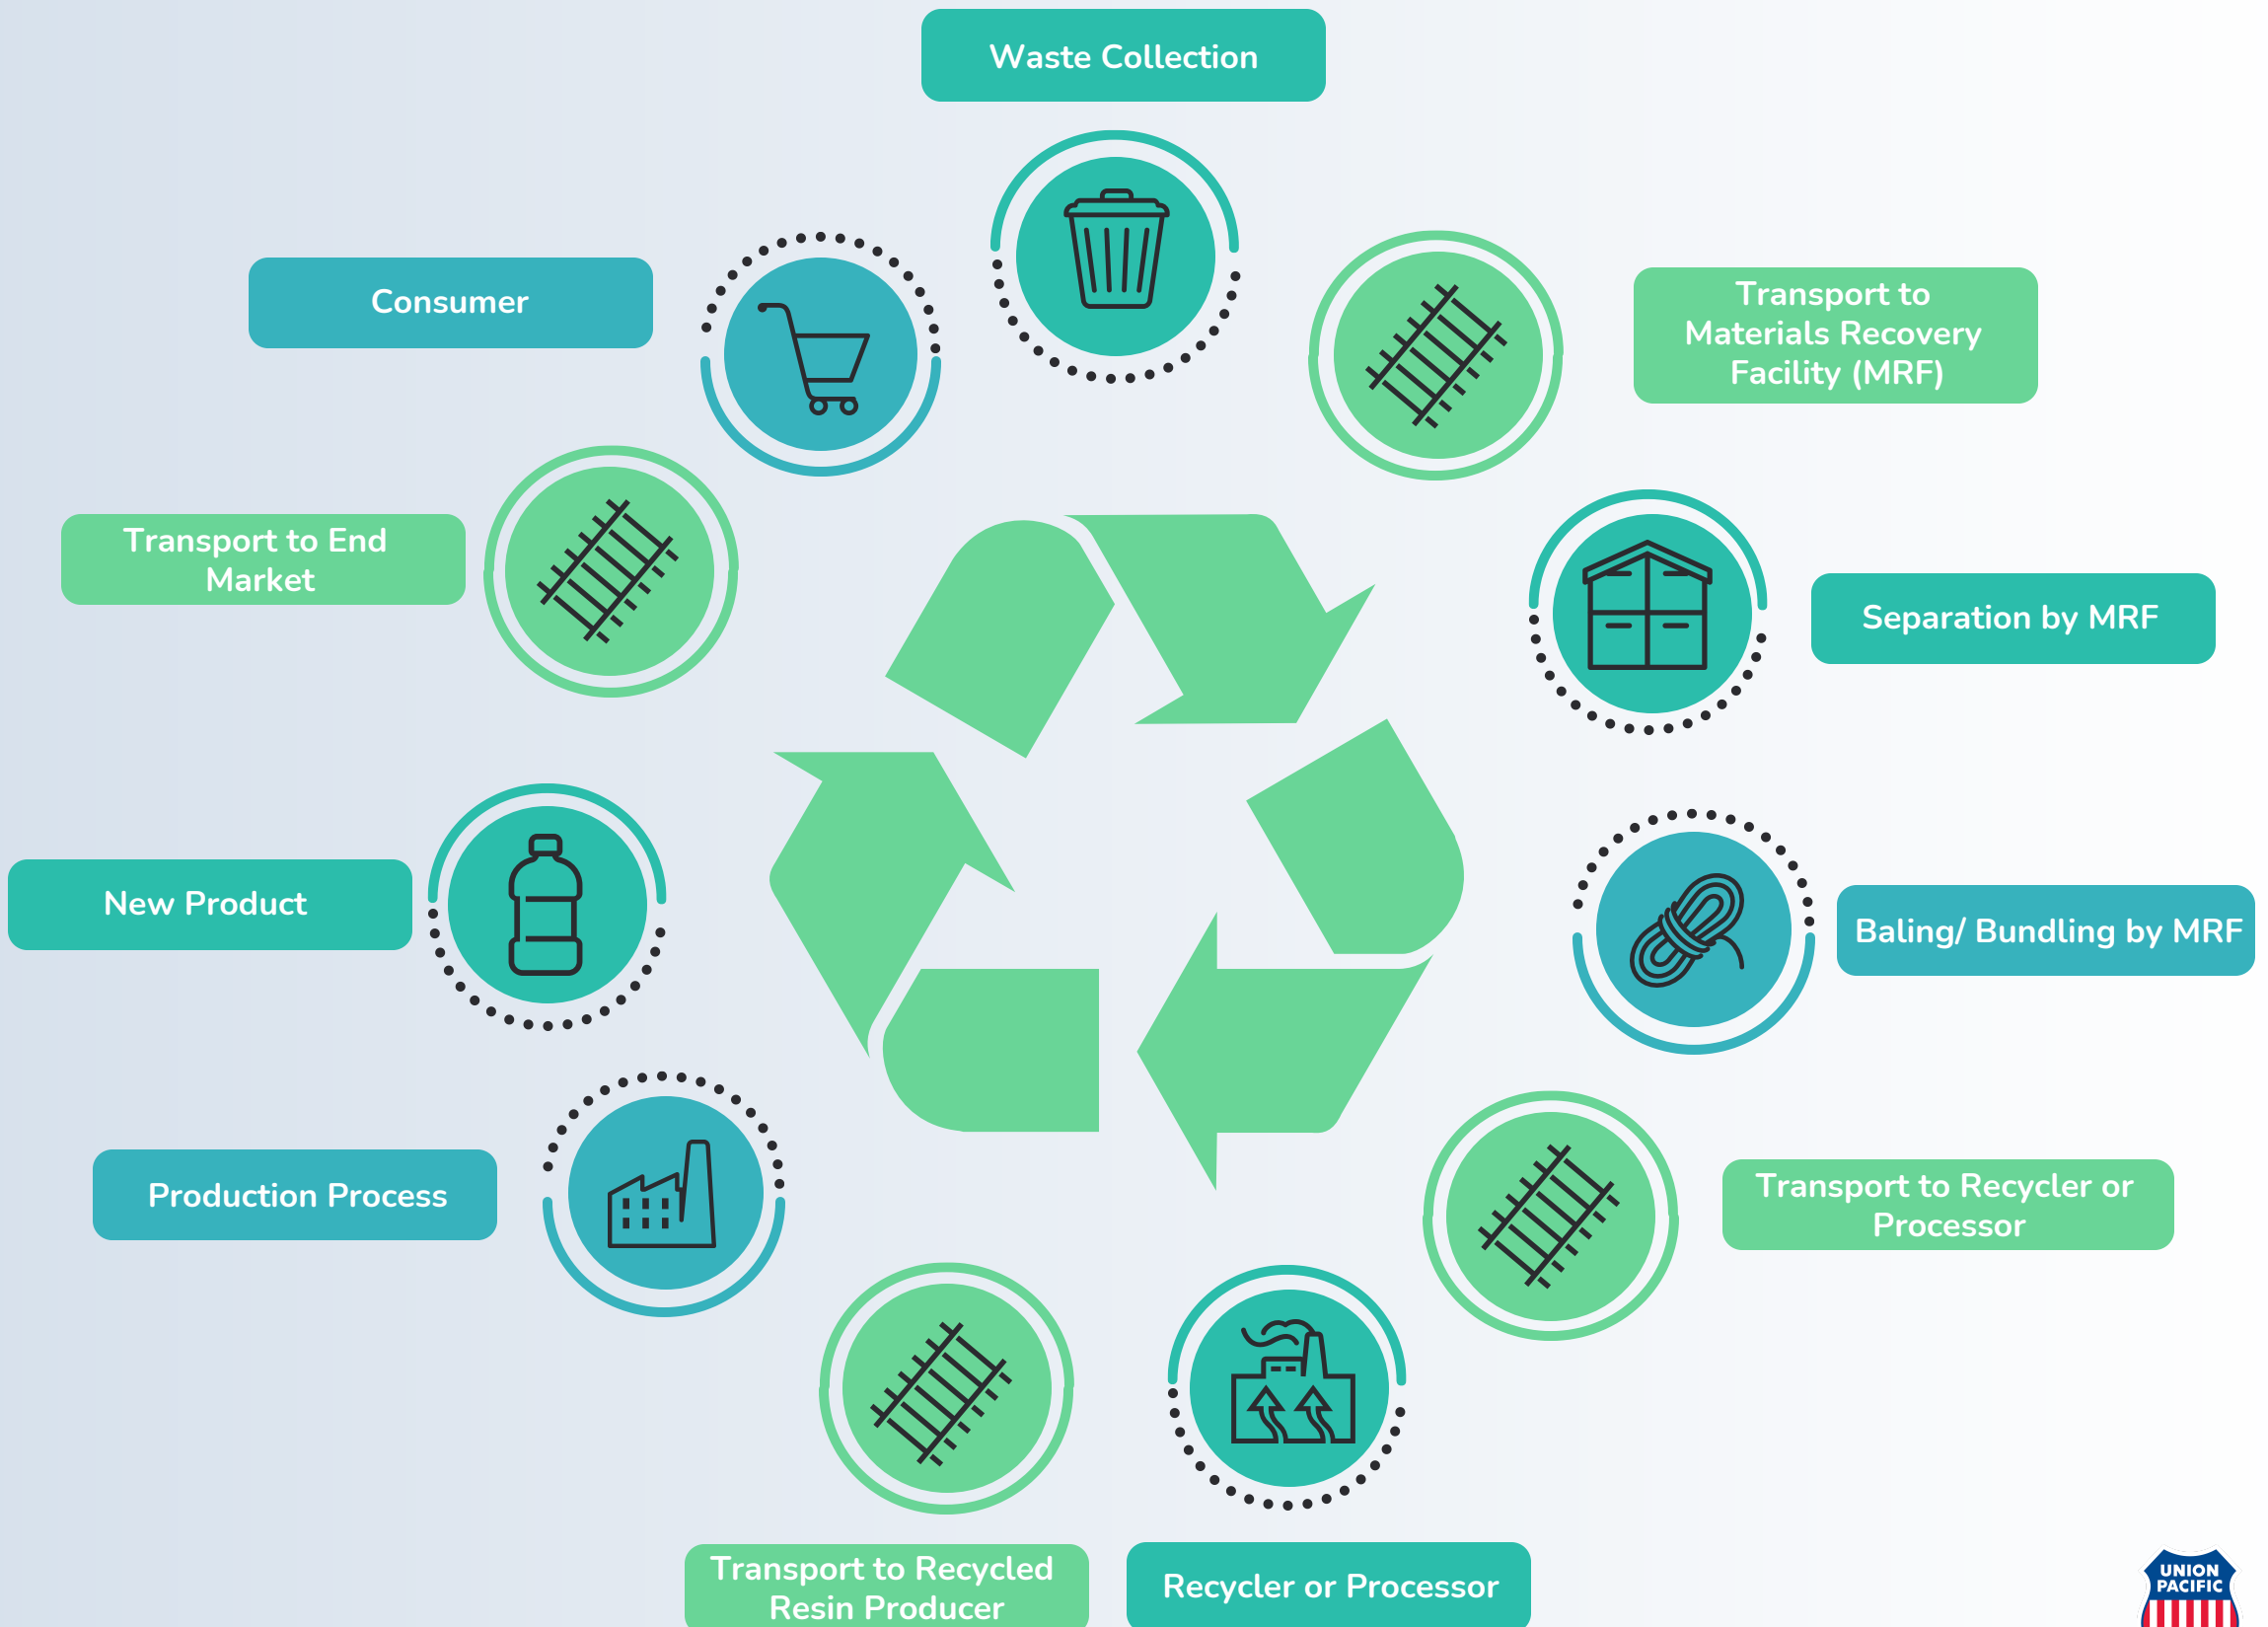 Waste Collection
Consumer
Transport to
Materials Recovery
Facility (MRF)
Transport to End
Market
Separation by MRF
New Product
Baling/ Bundling by MRF
Production Process
Transport to Recycler or
Processor
Transport to Recycled
Resin Producer
Recycler or Processor
UNION
PACIFIC